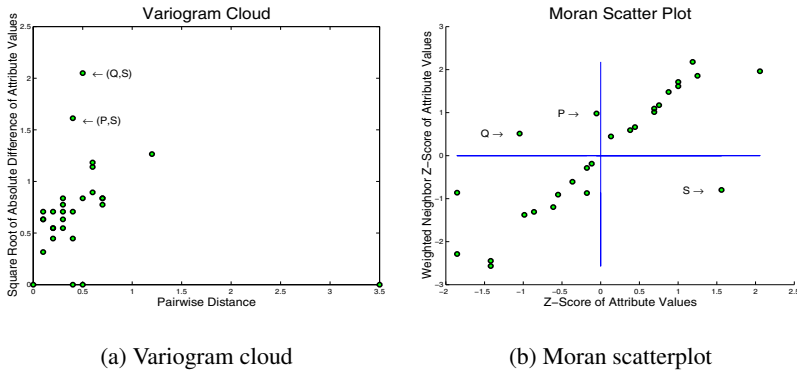 Variogram Cloud
Square Root of Absolute Difference of Attribute Values
2.5
2
1.5
1
0.5
0
← (Q,S)
← (P,S)
0 0.5 1 1.5 2 2.5 3 3.5
Pairwise Distance
(a) Variogram cloud
Moran Scatter Plot
Weighted Neighbor Z-Score of Attribute Values
3
2
1
0
−1
−2
−3
P →
Q →
S →
−2 −1.5 −1 −0.5 0 0.5 1 1.5 2 2.5
Z-Score of Attribute Values
(b) Moran scatterplot